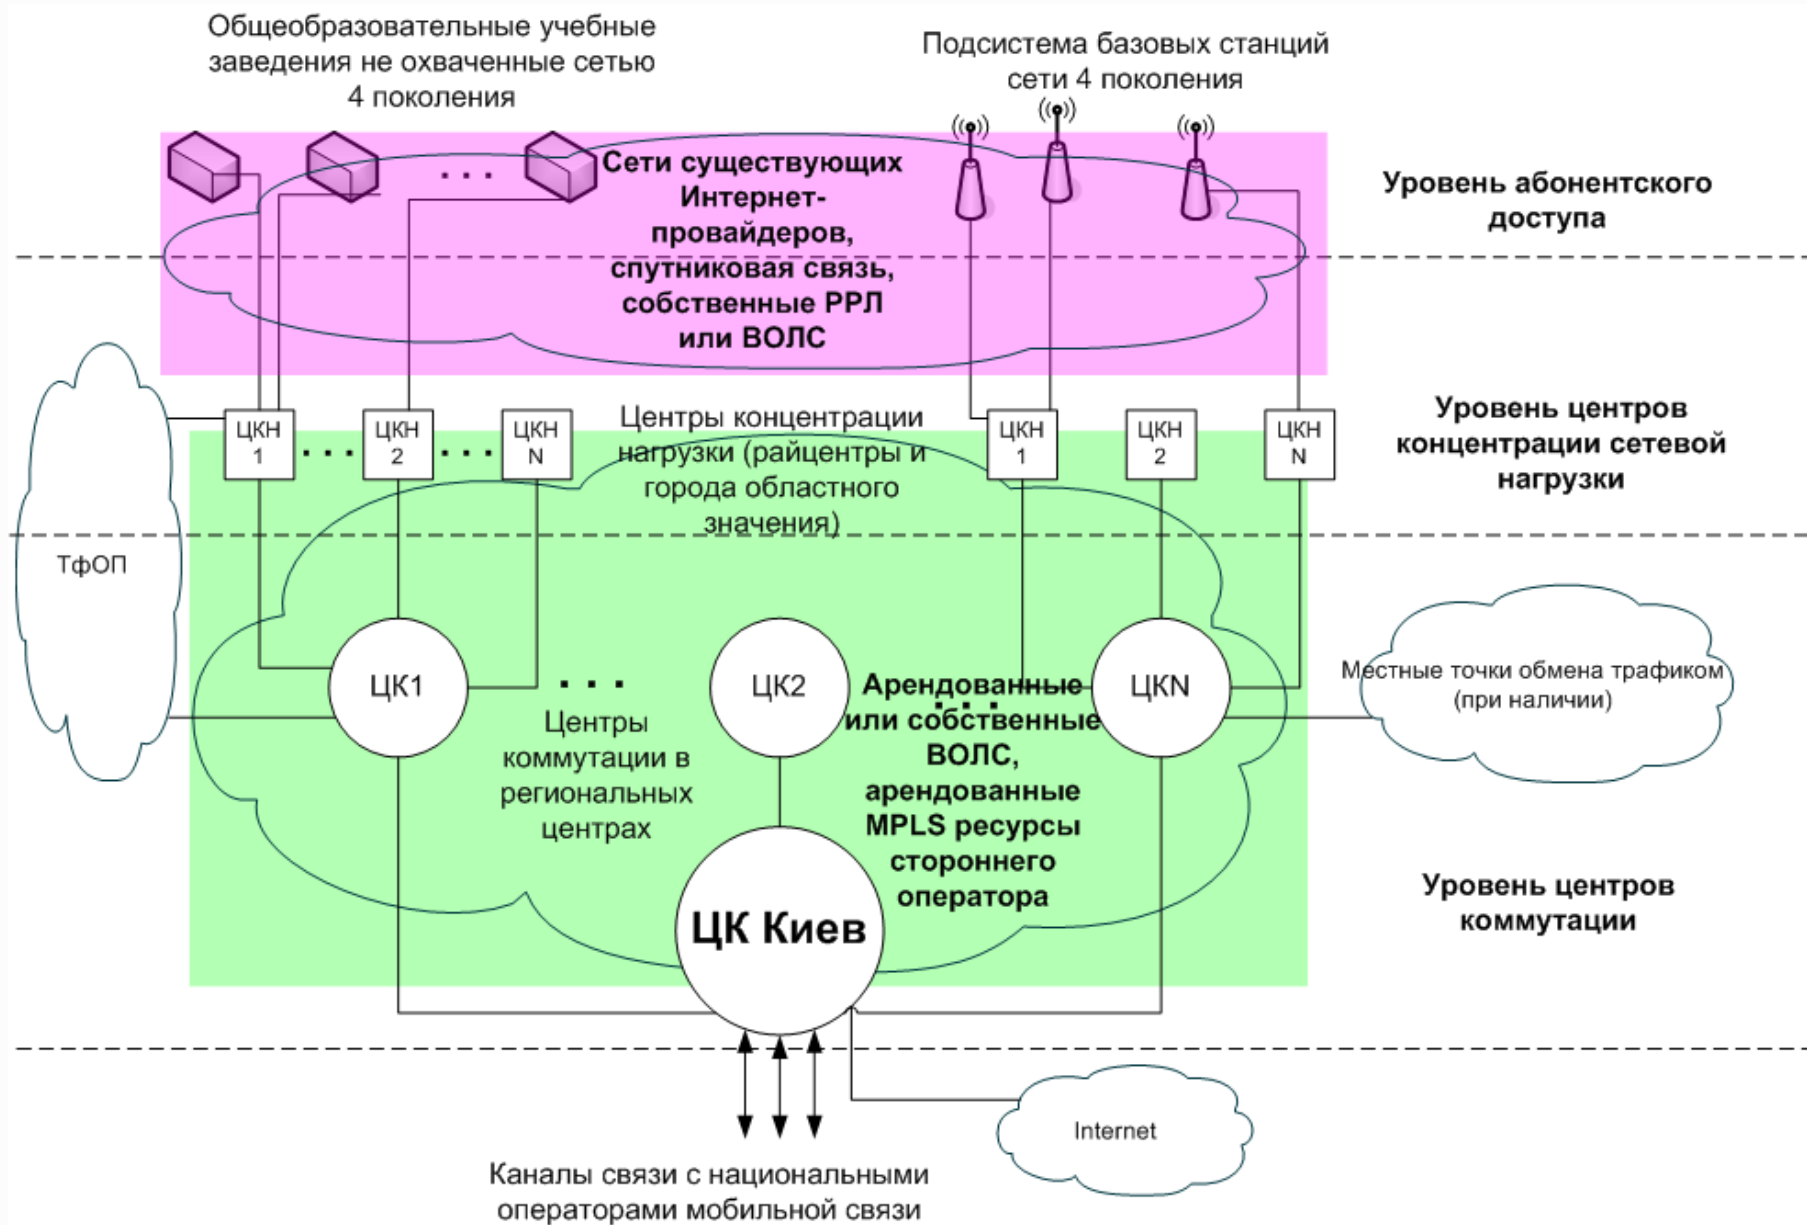 Общеобразовательные учебные
заведения не охваченные сетью
4 поколения
Подсистема базовых станций
сети 4 поколения
Сети существующих
Интернет-
провайдеров,
спутниковая связь,
собственные РРЛ
или ВОЛС
Уровень абонентского
доступа
ЦКН
1
ЦКН
2
ЦКН
N
Центры концентрации
нагрузки (райцентры и
города областного
значения)
ЦКН
1
ЦКН
2
ЦКН
N
Уровень центров
концентрации сетевой
нагрузки
ТфОП
ЦК1
Центры
коммутации в
региональных
центрах
ЦК2
Арендованные
или собственные
ВОЛС,
арендованные
MPLS ресурсы
стороннего
оператора
ЦКN
Местные точки обмена трафиком
(при наличии)
ЦК Киев
Уровень центров
коммутации
Internet
Каналы связи с национальными
операторами мобильной связи